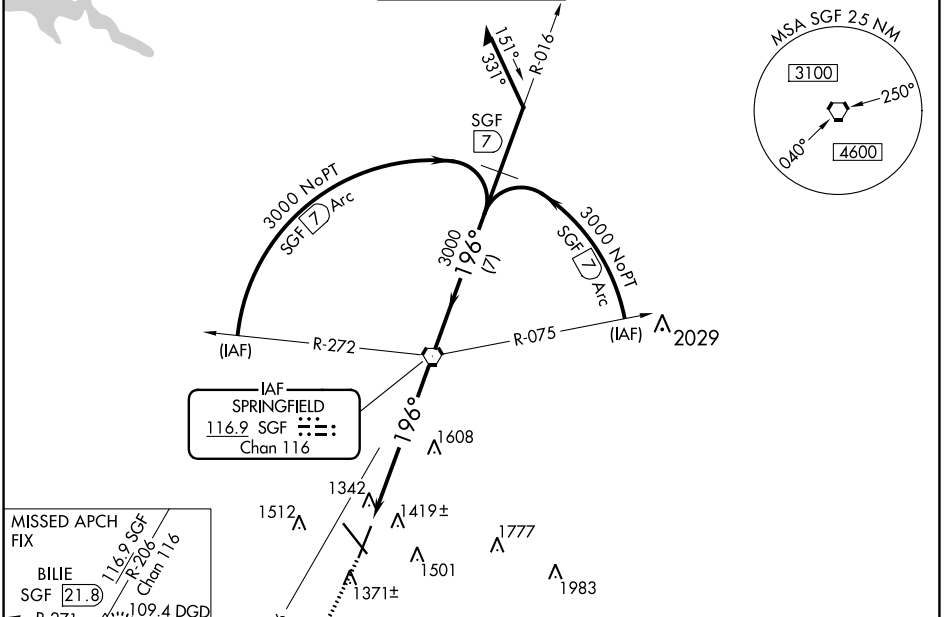 MSA SGF 25 NM
3100
250°
040°
4600
151°
331°
R-016
SGF
7
3000 NoPT
SGF 7 Arc
3000 NoPT
SGF 7 Arc
3000
196°
(7)
(IAF)
R-272
R-075
(IAF)
2029
IAF
SPRINGFIELD
116.9 SGF
Chan 116
196°
1608
1342
1512
1419±
1777
1501
1371±
1983
MISSED APCH
FIX
BILIE
SGF 21.8
116.9 SGF
R-206
Chan 116
R-271
109.4 DGD